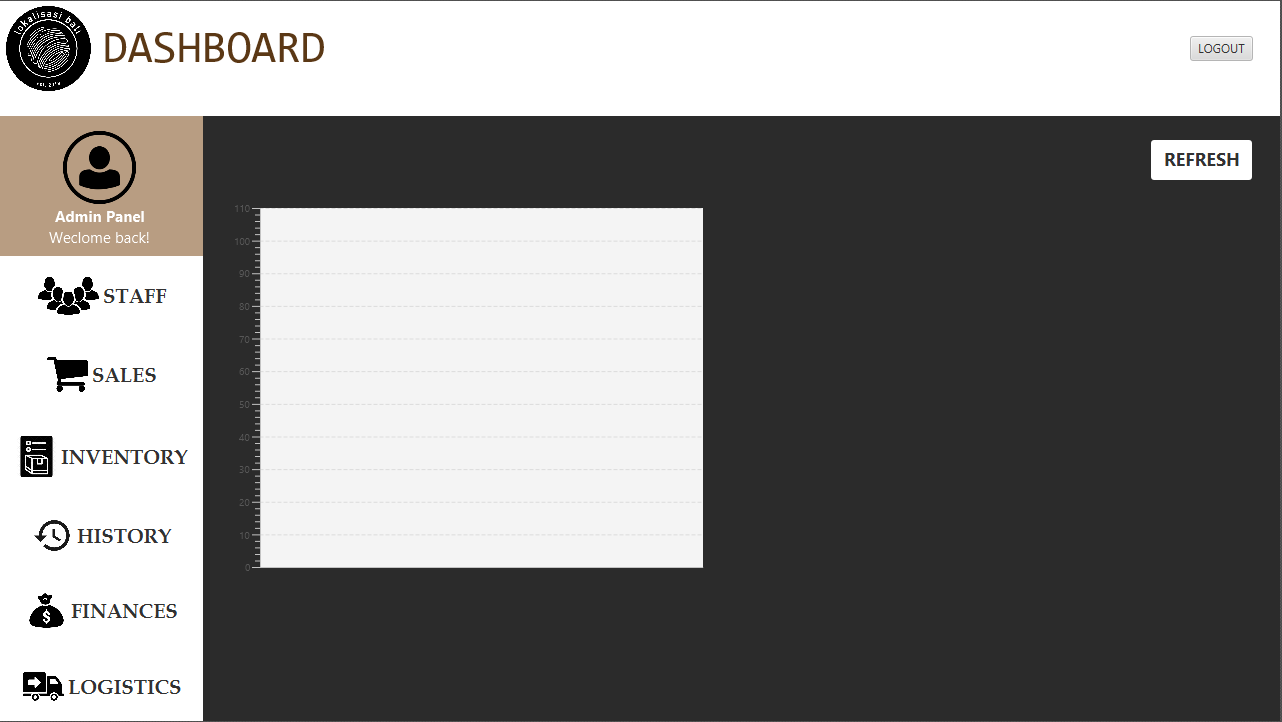 lokalisasi bali
DASHBOARD
LOGOUT
Admin Panel
Weclome back!
REFRESH
STAFF
SALES
INVENTORY
HISTORY
FINANCES
LOGISTICS
110
100
90
80
70
60
50
40
30
20
10
0